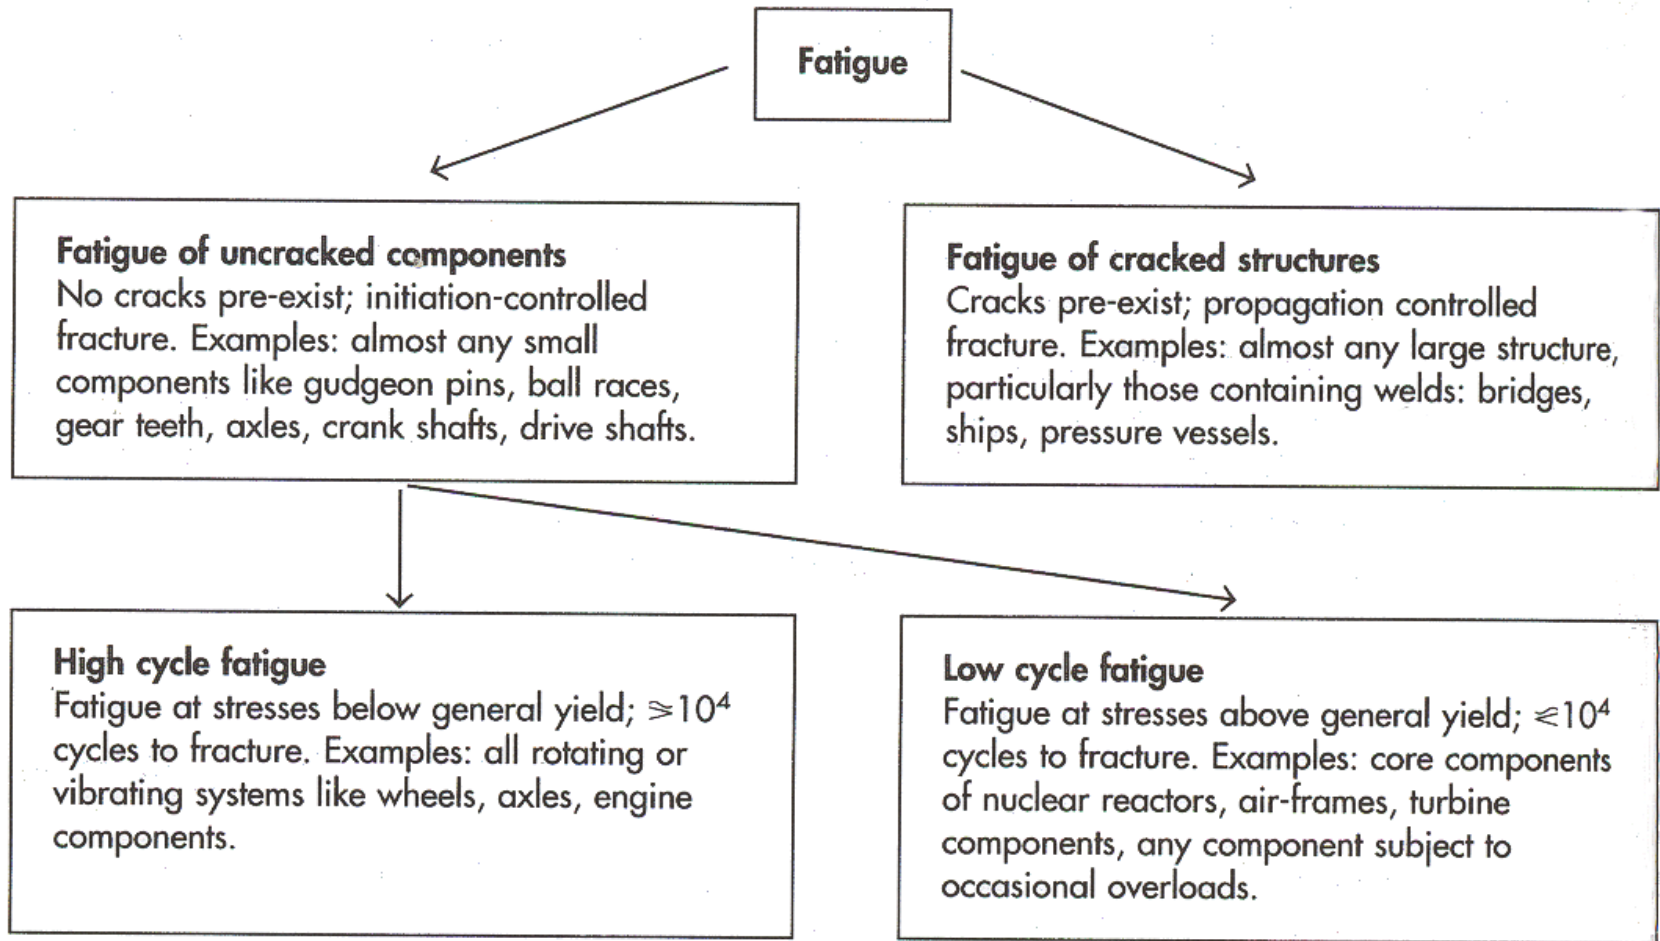 Fatigue
Fatigue of uncracked components
No cracks pre-exist; initiation-controlled
fracture. Examples: almost any small
components like gudgeon pins, ball races,
gear teeth, axles, crank shafts, drive shafts.
Fatigue of cracked structures
Cracks pre-exist; propagation controlled
fracture. Examples: almost any large structure,
particularly those containing welds: bridges,
ships, pressure vessels.
High cycle fatigue
Fatigue at stresses below general yield; ⩾10⁴
cycles to fracture. Examples: all rotating or
vibrating systems like wheels, axles, engine
components.
Low cycle fatigue
Fatigue at stresses above general yield; ⩽10⁴
cycles to fracture. Examples: core components
of nuclear reactors, air-frames, turbine
components, any component subject to
occasional overloads.